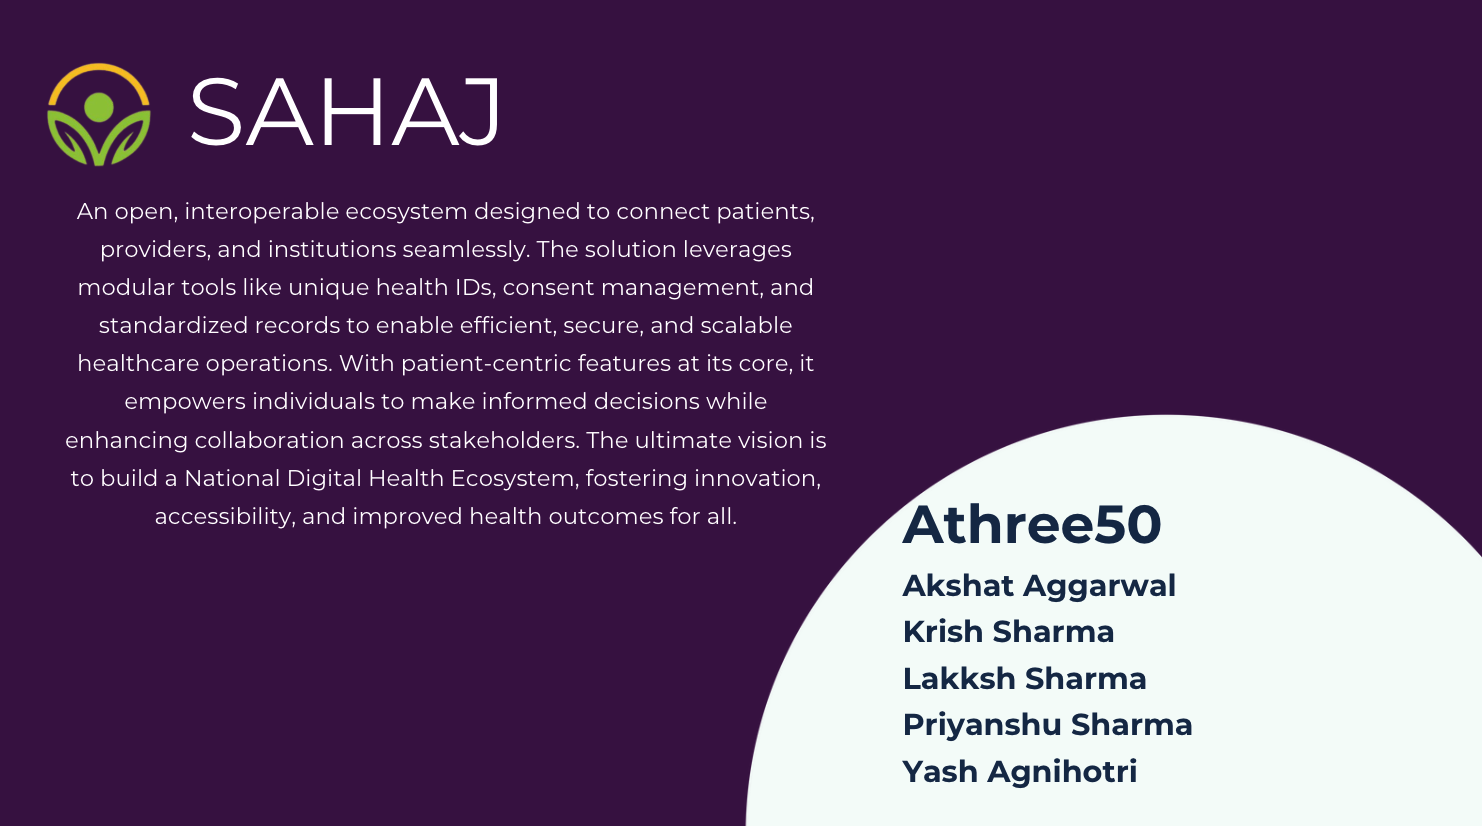 SAHAJ
An open, interoperable ecosystem designed to connect patients,
providers, and institutions seamlessly. The solution leverages
modular tools like unique health IDs, consent management, and
standardized records to enable efficient, secure, and scalable
healthcare operations. With patient-centric features at its core, it
empowers individuals to make informed decisions while
enhancing collaboration across stakeholders. The ultimate vision is
to build a National Digital Health Ecosystem, fostering innovation,
accessibility, and improved health outcomes for all.
Athree50
Akshat Aggarwal
Krish Sharma
Lakksh Sharma
Priyanshu Sharma
Yash Agnihotri